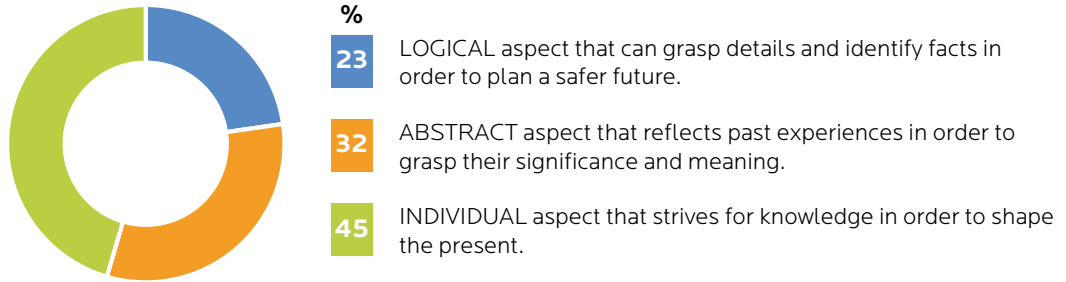 %
23
LOGICAL aspect that can grasp details and identify facts in
order to plan a safer future.
32
ABSTRACT aspect that reflects past experiences in order to
grasp their significance and meaning.
45
INDIVIDUAL aspect that strives for knowledge in order to shape
the present.